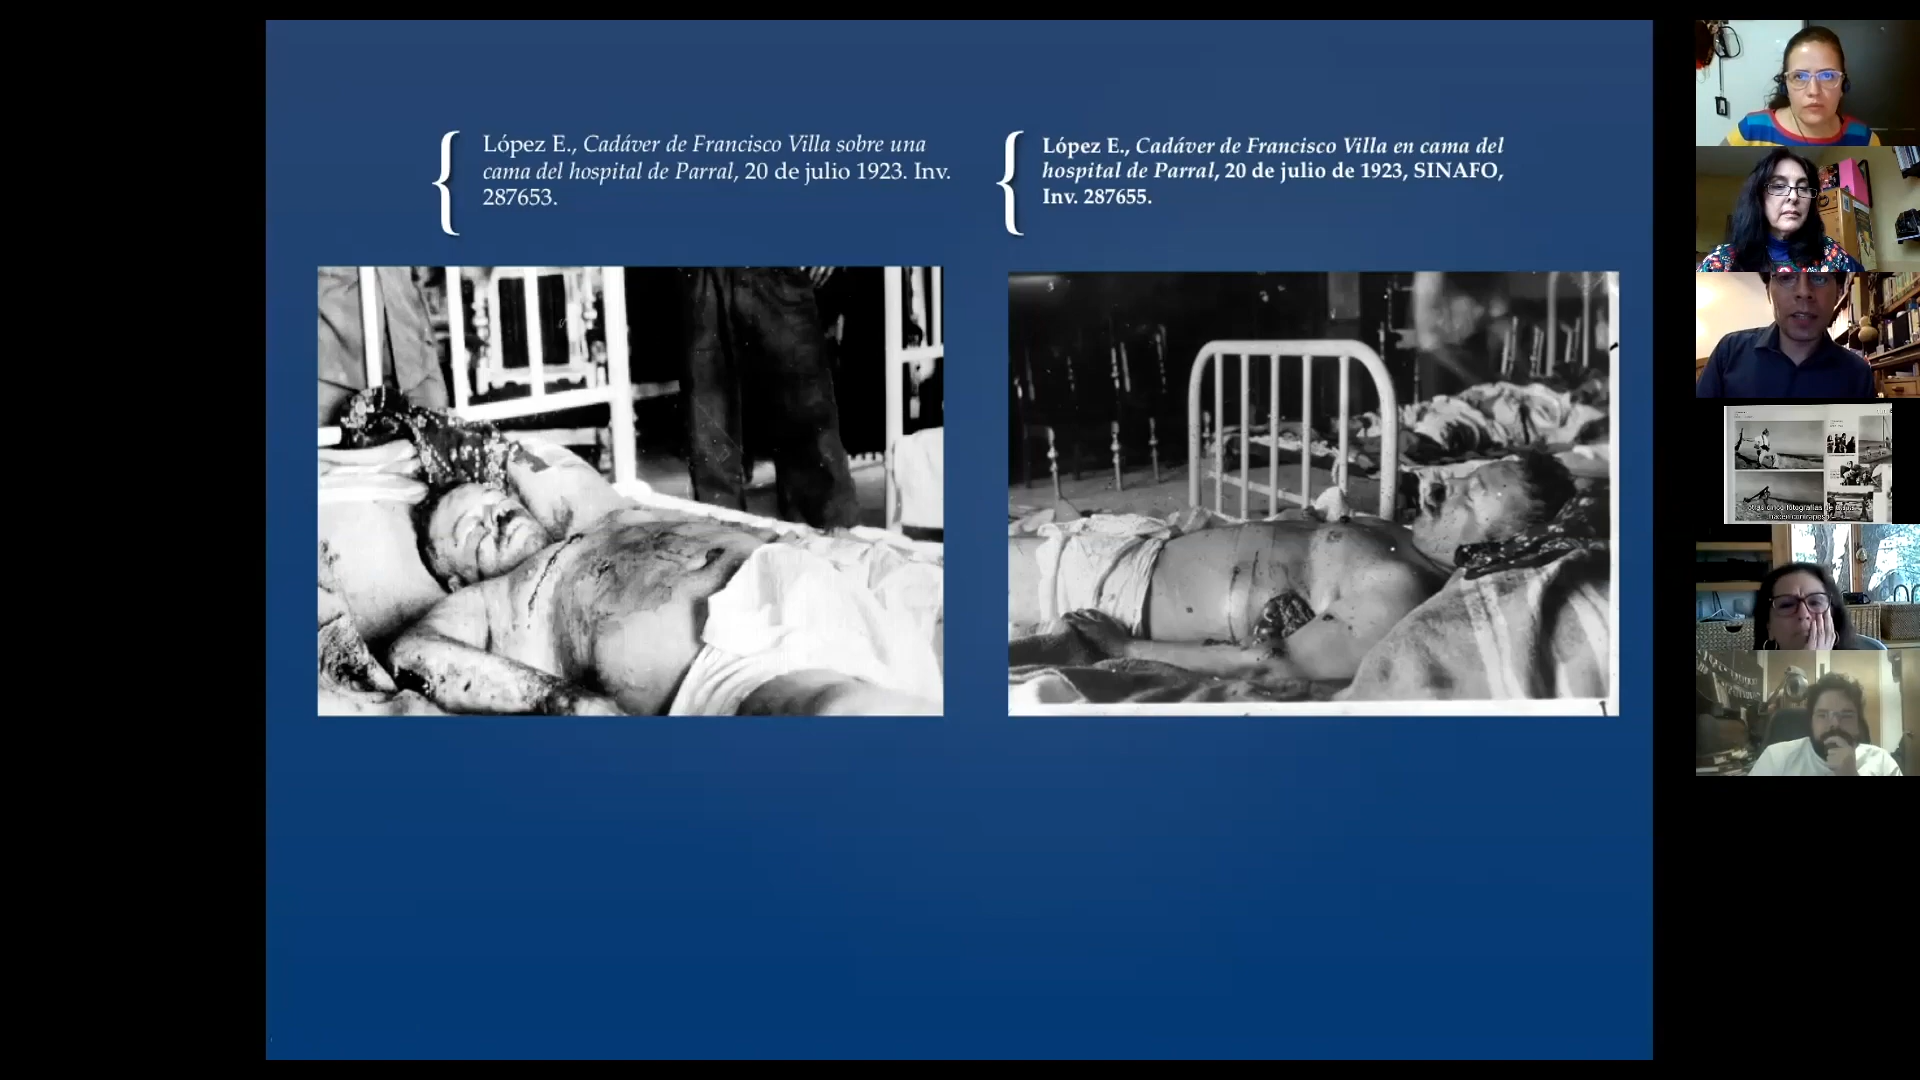 López E., Cadáver de Francisco Villa sobre una
cama del hospital de Parral, 20 de julio 1923. Inv.
287653.
López E., Cadáver de Francisco Villa en cama del
hospital de Parral, 20 de julio de 1923, SINAFO,
Inv. 287655.